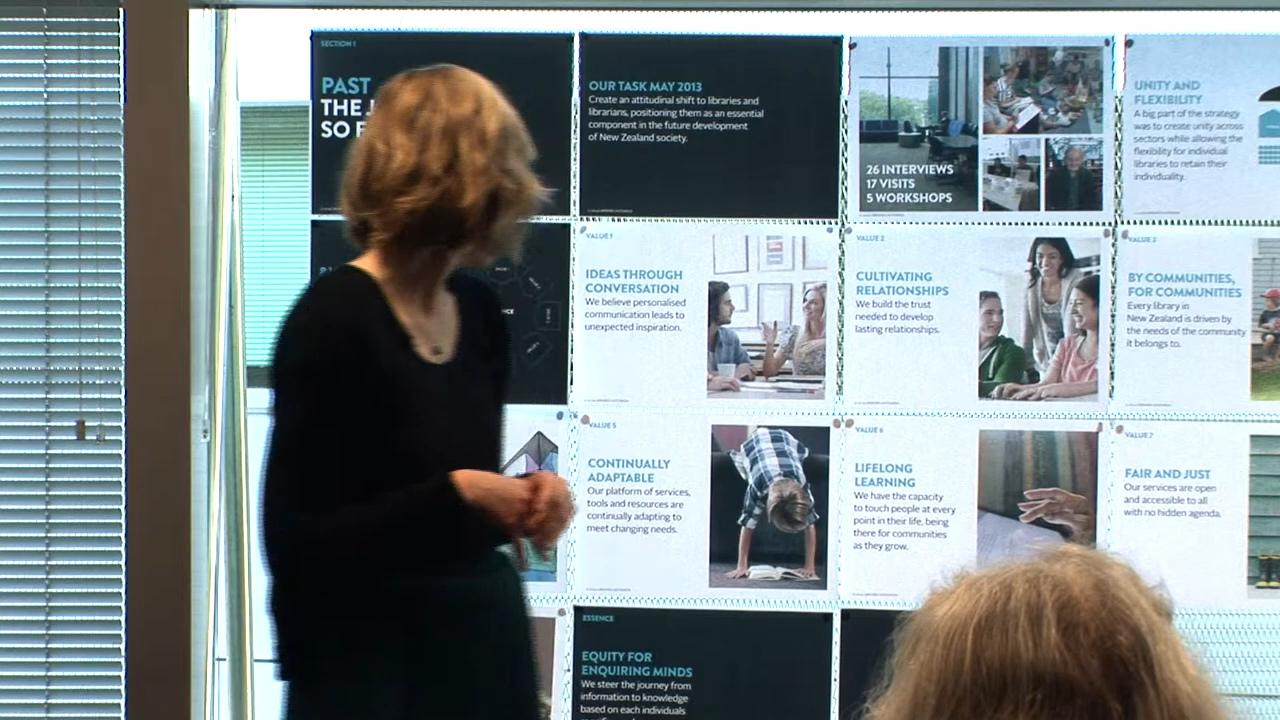 SECTION 1
PAST
THE
SO
OUR TASK MAY 2013
Create an attitudinal shift to libraries and
librarians, positioning them as an essential
component in the future development
of New Zealand society.
26 INTERVIEWS
17 VISITS
5 WORKSHOPS
UNITY AND
FLEXIBILITY
A big part of the strategy
was to create unity across
sectors while allowing the
flexibility for individual
libraries to retain their
individuality.
VALUE 1
IDEAS THROUGH
CONVERSATION
We believe personalised
communication leads to
unexpected inspiration.
VALUE 2
CULTIVATING
RELATIONSHIPS
We build the trust
needed to develop
lasting relationships.
VALUE 3
BY COMMUNITIES,
FOR COMMUNITIES
Every library in
New Zealand is driven by
the needs of the community
it belongs to.
VALUE 5
CONTINUALLY
ADAPTABLE
Our platform of services,
tools and resources are
continually adapting to
meet changing needs.
VALUE 6
LIFELONG
LEARNING
We have the capacity
to touch people at every
point in their life, being
there for communities
as they grow.
VALUE 7
FAIR AND JUST
Our services are open
and accessible to all
with no hidden agenda.
ESSENCE
EQUITY FOR
ENQUIRING MINDS
We steer the journey from
information to knowledge
based on each individuals